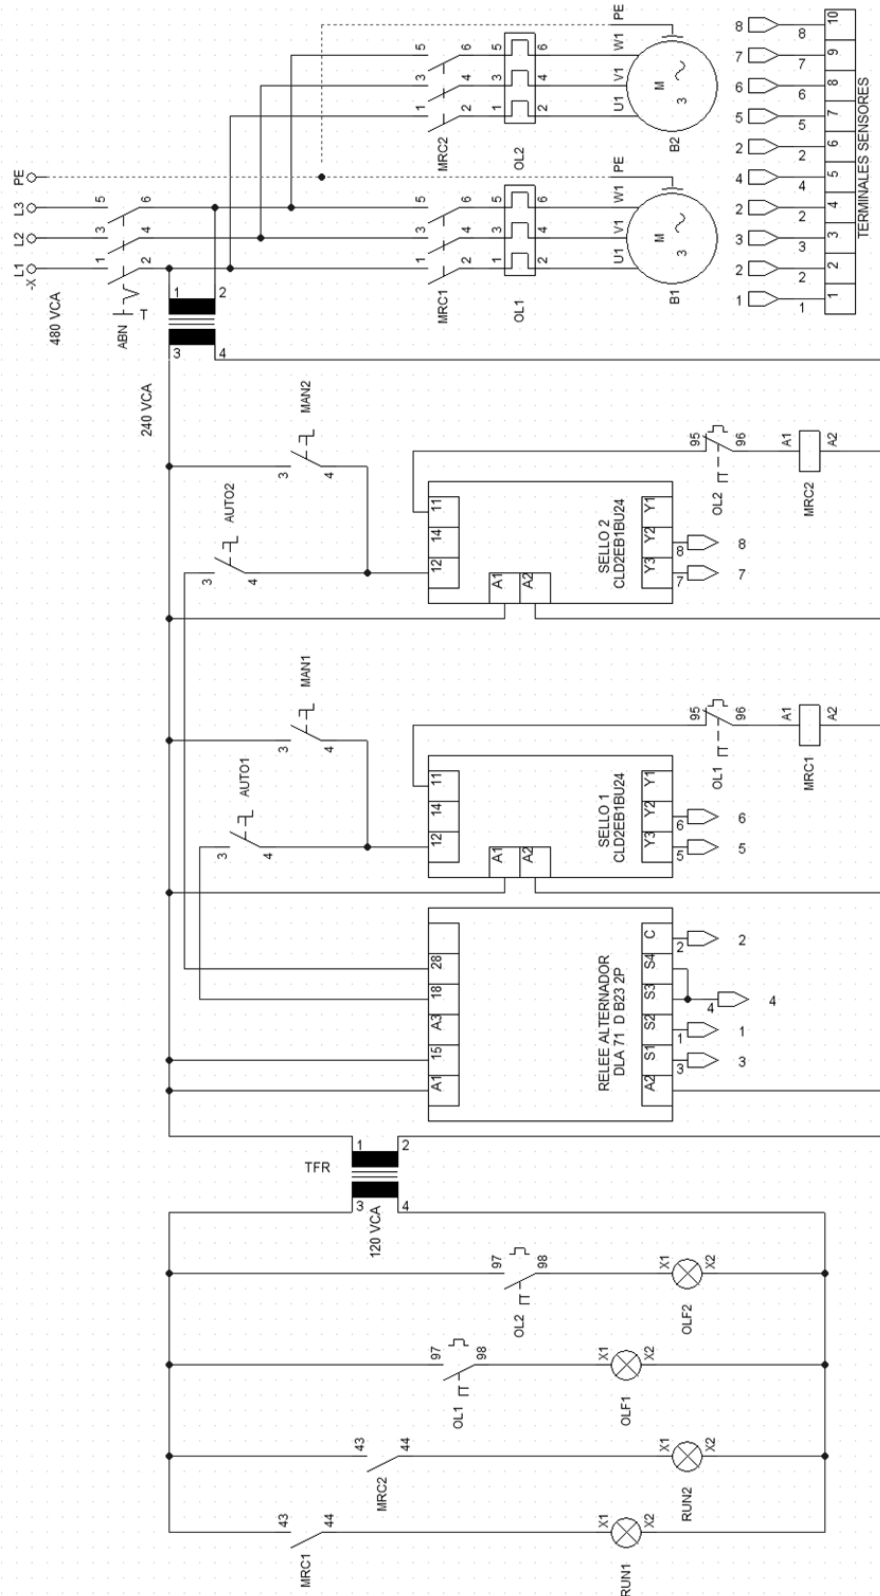 -X
L1
L2
L3
PE
480 VCA
ABN
1
3
5
2
4
6
T
1
2
3
4
240 VCA
MRC1
1
3
5
2
4
6
OL1
1
3
5
2
4
6
U1
V1
W1
PE
M
3
B1
MRC2
1
3
5
2
4
6
OL2
1
3
5
2
4
6
U1
V1
W1
PE
M
3
B2
1
2
3
2
4
2
5
6
7
8
1
2
3
2
4
2
5
6
7
8
1
2
3
4
5
6
7
8
9
10
TERMINALES SENSORES
MAN2
3
4
AUTO2
3
4
11
14
12
A1
A2
SELLO 2
CLD2EB1BU24
Y1
Y2
Y3
8
7
8
7
OL2
95
96
MRC2
A1
A2
MAN1
3
4
AUTO1
3
4
11
14
12
A1
A2
SELLO 1
CLD2EB1BU24
Y1
Y2
Y3
6
5
6
5
OL1
95
96
MRC1
A1
A2
A1
15
A3
18
28
RELEE ALTERNADOR
DLA 71 D B23 2P
A2
S1
S2
S3
S4
C
3
1
4
2
3
1
4
2
TFR
1
2
3
4
120 VCA
OL2
97
98
OLF2
X1
X2
OL1
97
98
OLF1
X1
X2
MRC2
43
44
RUN2
X1
X2
MRC1
43
44
RUN1
X1
X2